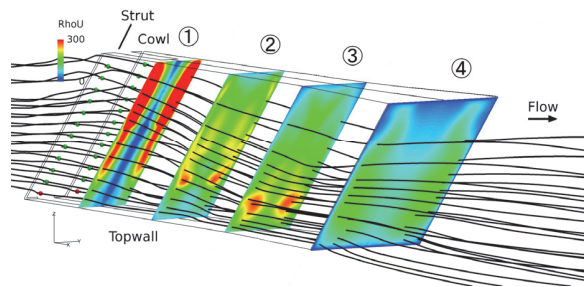 Strut
RhoU
300
0
Cowl
①
②
③
④
Flow
Topwall
z
x
Y